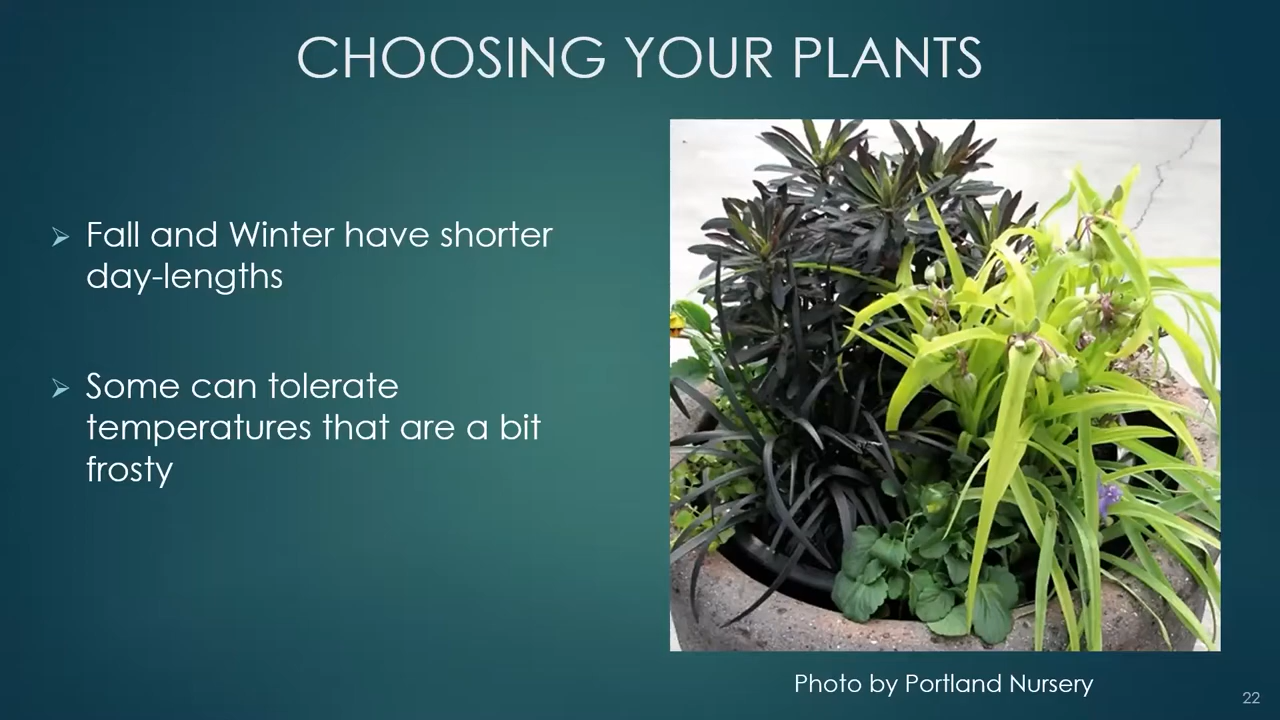 CHOOSING YOUR PLANTS
Fall and Winter have shorter
day-lengths
Some can tolerate
temperatures that are a bit
frosty
Photo by Portland Nursery
22